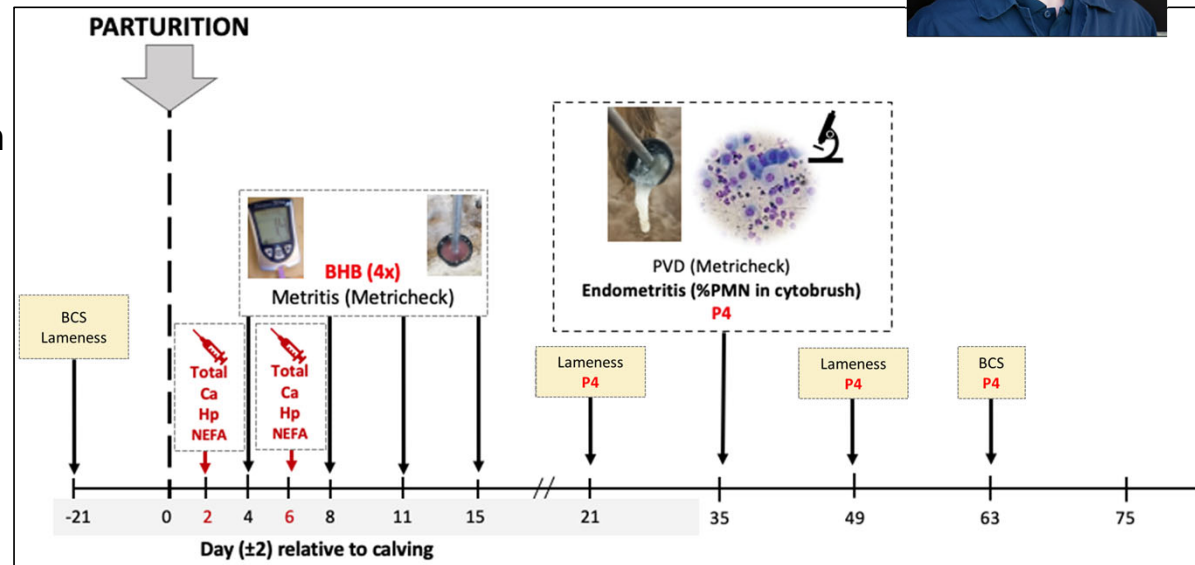 PARTURITION
BHB (4x)
Metritis (Metricheck)
PVD (Metricheck)
Endometritis (%PMN in cytobrush)
P4
BCS
Lameness
Total
Ca
Hp
NEFA
Total
Ca
Hp
NEFA
Lameness
P4
Lameness
P4
BCS
P4
-21 0 2 4 6 8 11 15 21 35 49 63 75
Day (±2) relative to calving